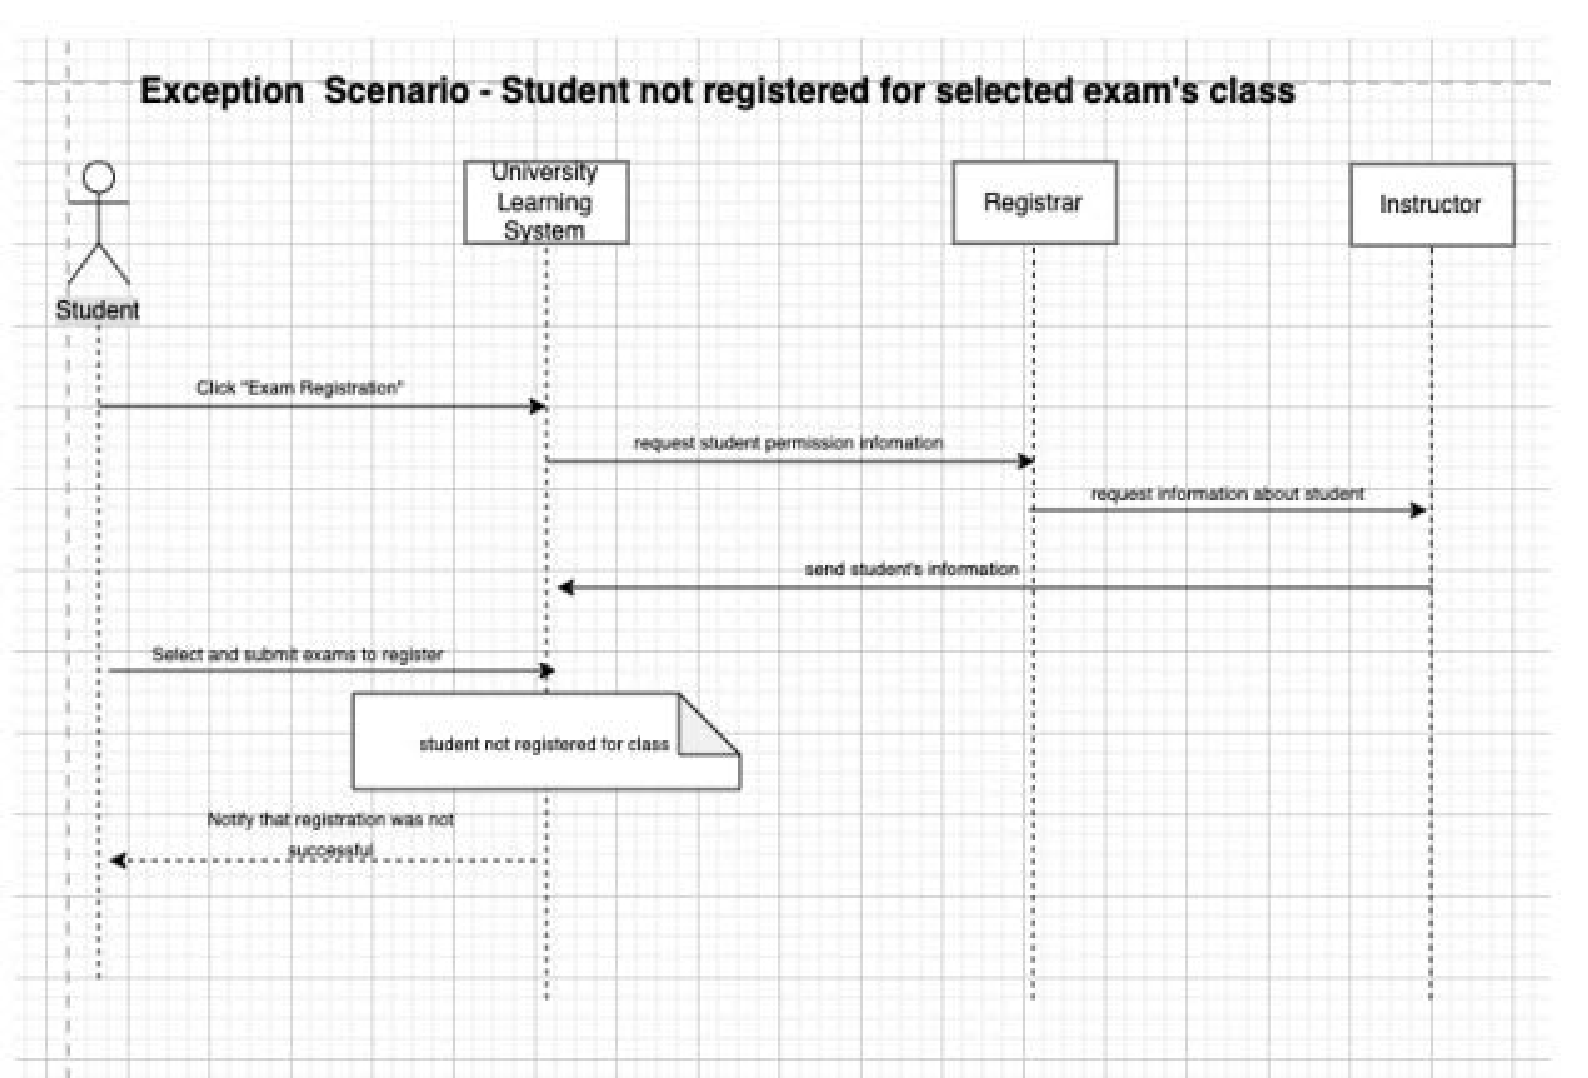 Exception Scenario - Student not registered for selected exam's class
University
Learning
System
Registrar
Instructor
Student
Click "Exam Registration"
request student permission infomation
request information about student
send student's information
Select and submit exams to register
student not registered for class
Notify that registration was not
successful